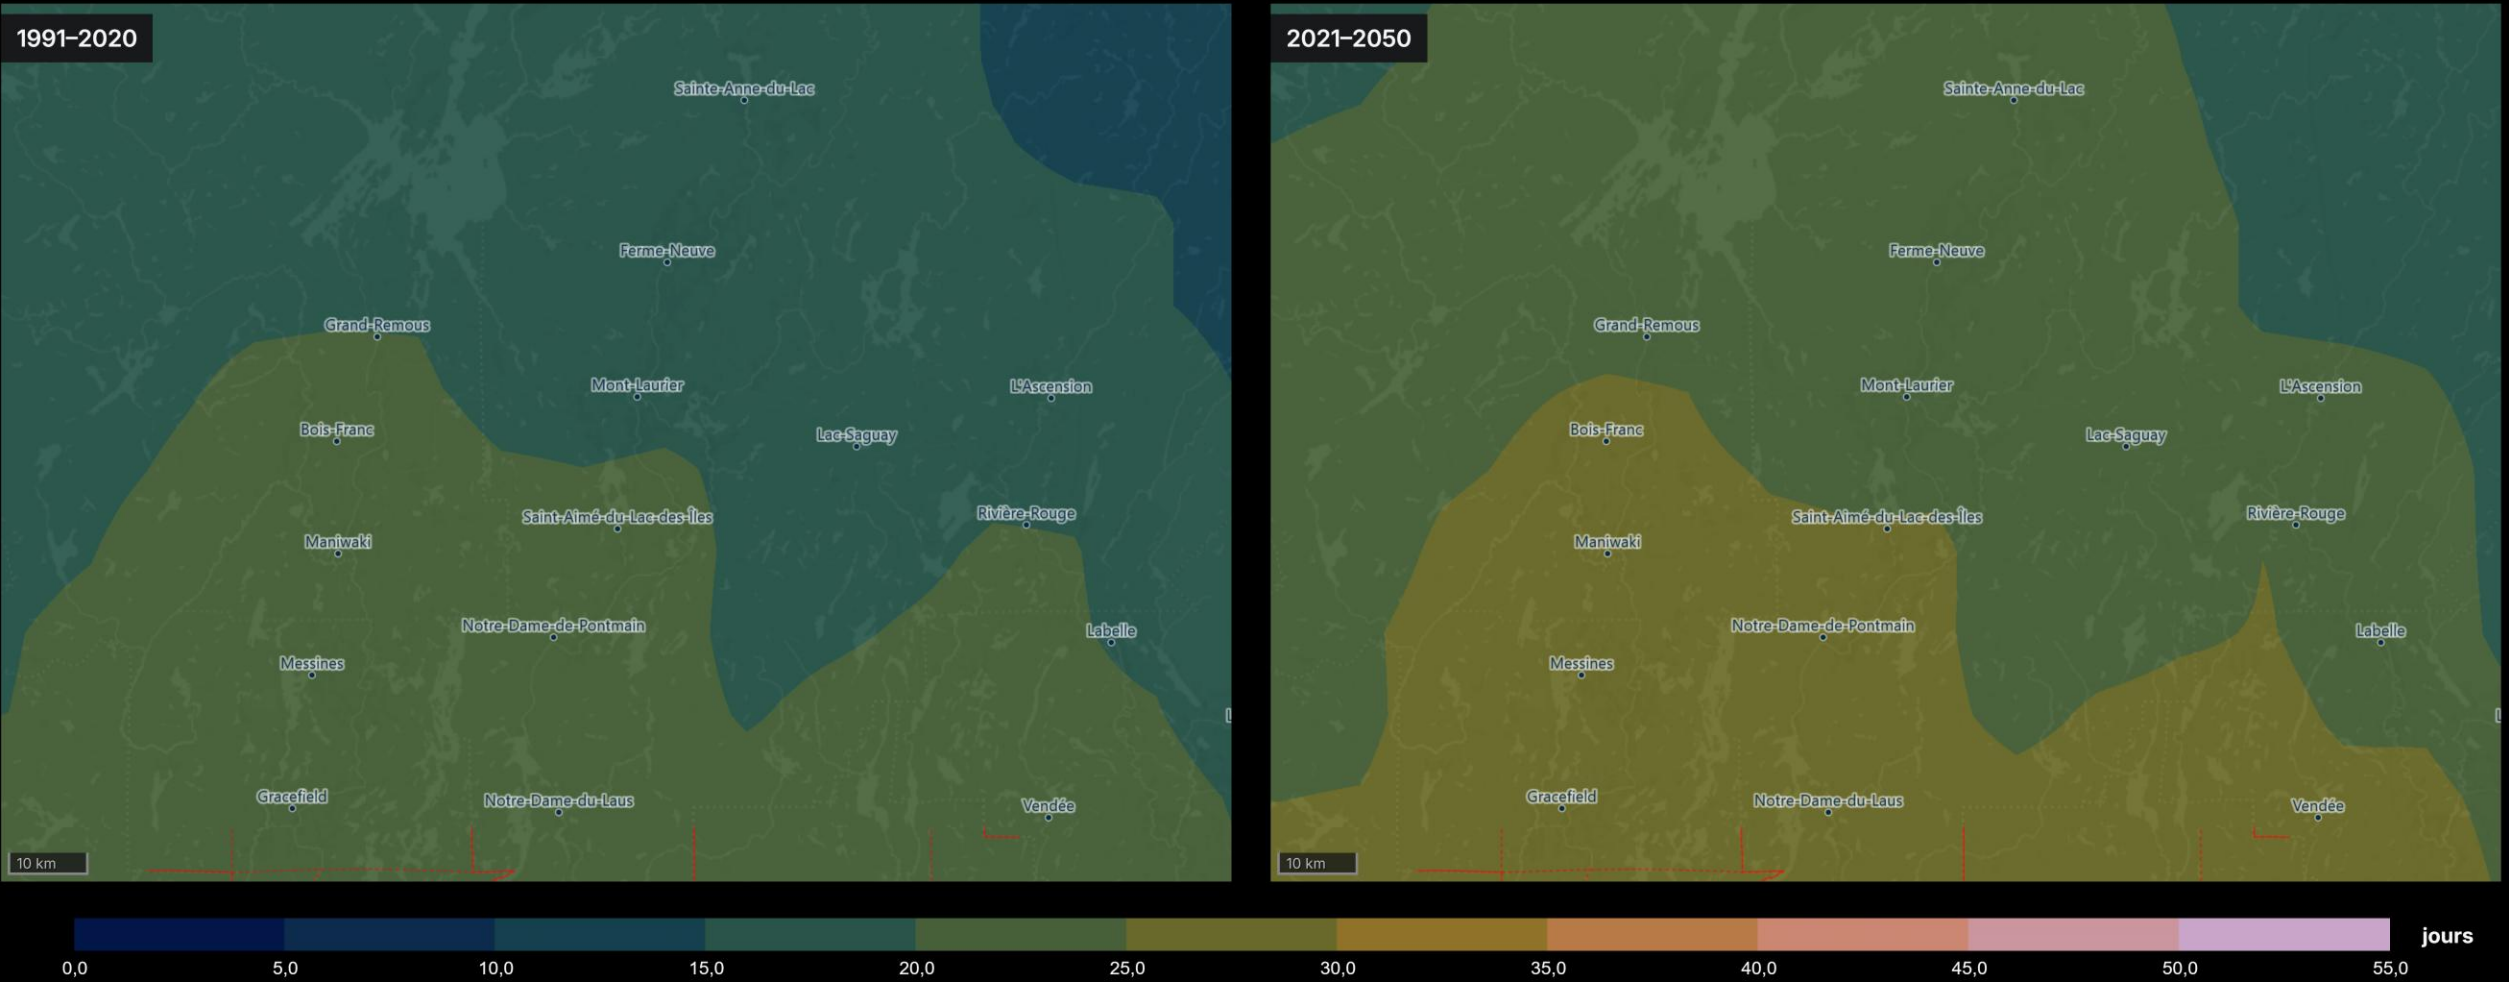 1991–2020
Sainte-Anne-du-Lac
Ferme-Neuve
Grand-Remous
Mont-Laurier
L'Ascension
Bois-Franc
Lac-Saguay
Saint-Aimé-du-Lac-des-Îles
Rivière-Rouge
Maniwaki
Notre-Dame-de-Pontmain
Labelle
Messines
Gracefield
Notre-Dame-du-Laus
Vendée
10 km
2021–2050
Sainte-Anne-du-Lac
Ferme-Neuve
Grand-Remous
Mont-Laurier
L'Ascension
Bois-Franc
Lac-Saguay
Saint-Aimé-du-Lac-des-Îles
Rivière-Rouge
Maniwaki
Notre-Dame-de-Pontmain
Labelle
Messines
Gracefield
Notre-Dame-du-Laus
Vendée
10 km
jours
0,0 5,0 10,0 15,0 20,0 25,0 30,0 35,0 40,0 45,0 50,0 55,0